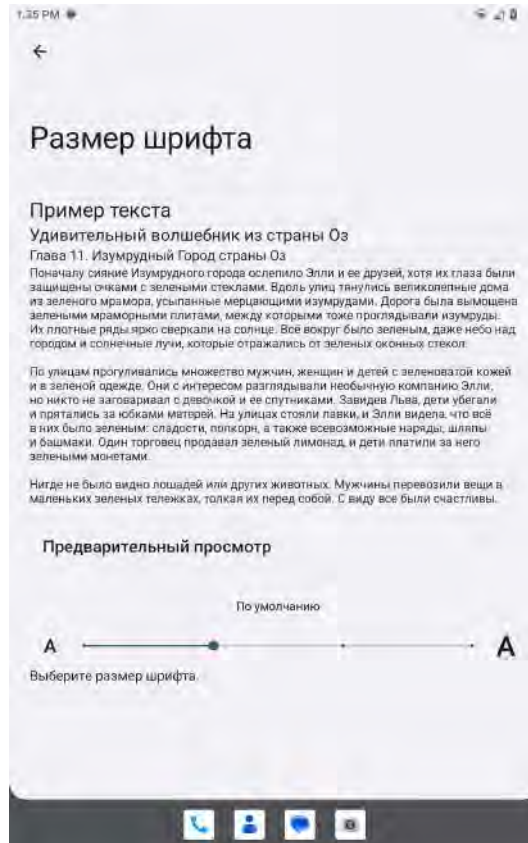 1:35 PM
Размер шрифта
Пример текста
Удивительный волшебник из страны Оз
Глава 11. Изумрудный Город страны Оз
Поначалу сияние Изумрудного города ослепило Элли и ее друзей, хотя их глаза были
защищены очками с зелеными стеклами. Вдоль улиц тянулись великолепные дома
из зеленого мрамора, усыпанные мерцающими изумрудами. Дорога была вымощена
зелеными мраморными плитами, между которыми тоже проглядывали изумруды.
Их плотные ряды ярко сверкали на солнце. Всё вокруг было зеленым, даже небо над
городом и солнечные лучи, которые отражались от зеленых оконных стекол.
По улицам прогуливались множество мужчин, женщин и детей с зеленоватой кожей
и в зеленой одежде. Они с интересом разглядывали необычную компанию Элли,
но никто не заговаривал с девочкой и ее спутниками. Завидев Льва, дети убегали
и прятались за юбками матерей. На улицах стояли лавки, и Элли видела, что всё
в них было зеленым: сладости, попкорн, а также всевозможные наряды, шляпы
и башмаки. Один торговец продавал зеленый лимонад, и дети платили за него
зелеными монетами.
Нигде не было видно лошадей или других животных. Мужчины перевозили вещи в
маленьких зеленых тележках, толкая их перед собой. С виду все были счастливы.
Предварительный просмотр
По умолчанию
A A
Выберите размер шрифта.